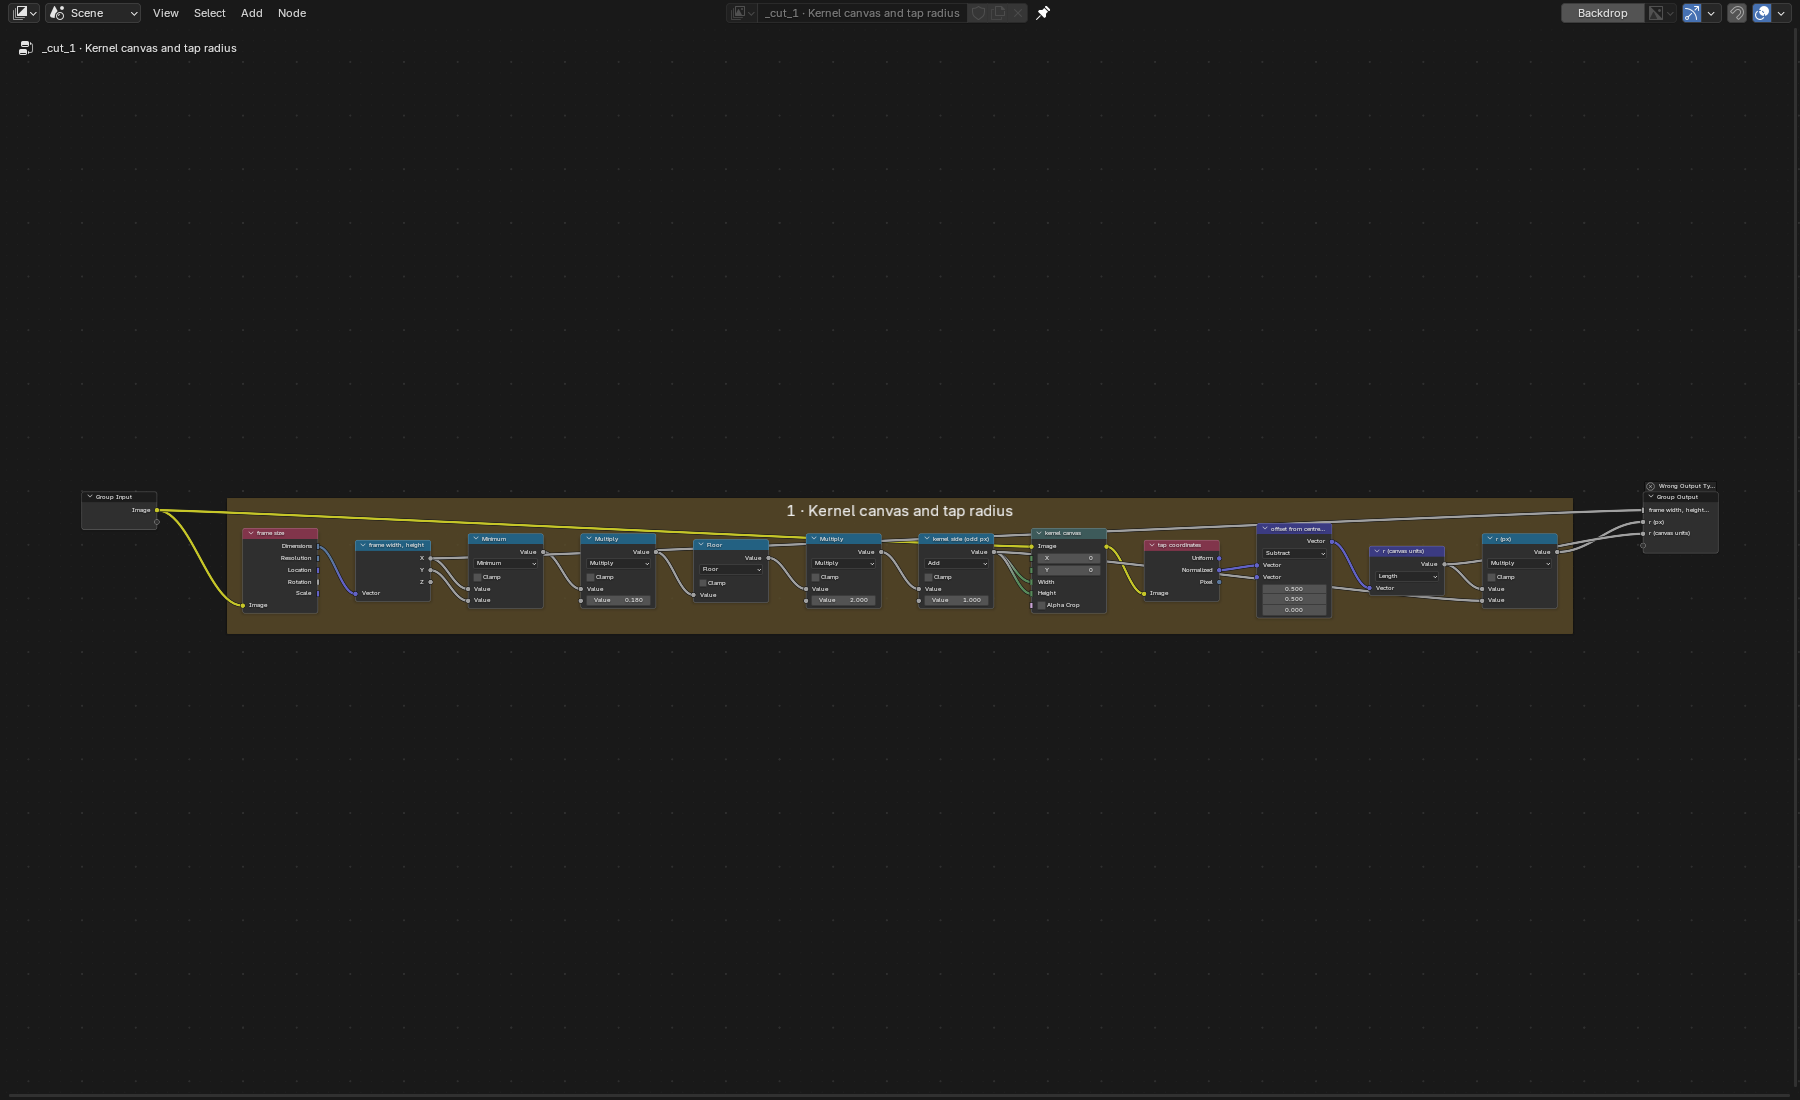 Scene
View
Select
Add
Node
_cut_1 · Kernel canvas and tap radius
Backdrop
_cut_1 · Kernel canvas and tap radius
Group Input
Image
1 · Kernel canvas and tap radius
frame size
Dimensions
Resolution
Location
Rotation
Scale
Image
frame width, height
X
Y
Z
Vector
Minimum
Value
Minimum
Clamp
Value
Value
Multiply
Value
Multiply
Clamp
Value
Value 0.180
Floor
Value
Floor
Clamp
Value
Multiply
Value
Multiply
Clamp
Value
Value 2.000
kernel side (odd px)
Value
Add
Clamp
Value
Value 1.000
kernel canvas
Image
X 0
Y 0
Width
Height
Alpha Crop
tap coordinates
Uniform
Normalized
Pixel
Image
offset from centre...
Vector
Subtract
Vector
Vector
0.500
0.500
0.000
r (canvas units)
Value
Length
Vector
r (px)
Value
Multiply
Clamp
Value
Value
Wrong Output Ty...
Group Output
frame width, height...
r (px)
r (canvas units)